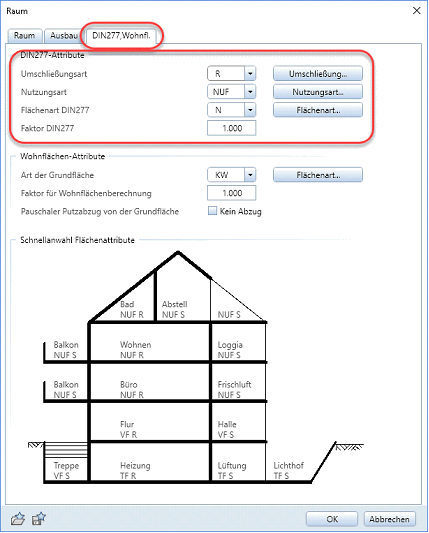 Raum
Raum Ausbau DIN277,Wohnfl.
DIN277-Attribute
Umschließungsart R Umschließung...
Nutzungsart NUF Nutzungsart...
Flächenart DIN277 N Flächenart...
Faktor DIN277 1.000
Wohnflächen-Attribute
Art der Grundfläche KW Flächenart...
Faktor für Wohnflächenberechnung 1.000
Pauschaler Putzabzug von der Grundfläche Kein Abzug
Schnellanwahl Flächenattribute
Bad Abstell
NUF R NUF S NUF S
Balkon Wohnen Loggia
NUF S NUF R NUF S
Balkon Büro Frischluft
NUF S NUF R NUF S
Flur Halle
VF R VF S
Treppe Heizung Lüftung Lichthof
VF S TF R TF S TF S
OK Abbrechen